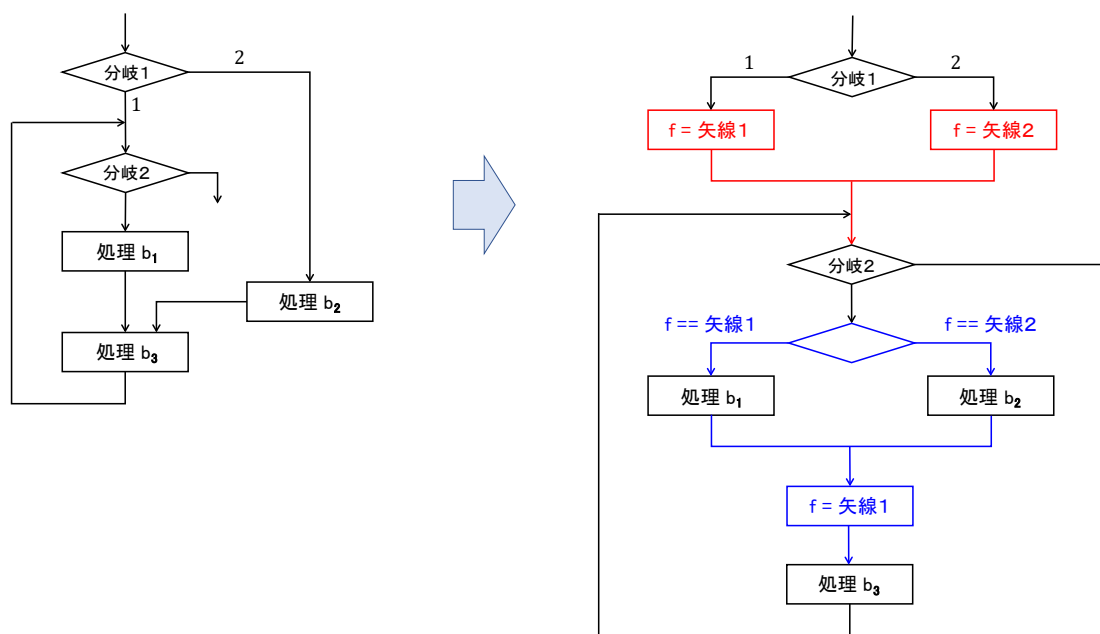 分岐1
2
1
分岐2
処理 b₁
処理 b₂
処理 b₃
分岐1
1
2
f = 矢線1
f = 矢線2
分岐2
f == 矢線1
f == 矢線2
処理 b₁
処理 b₂
f = 矢線1
処理 b₃